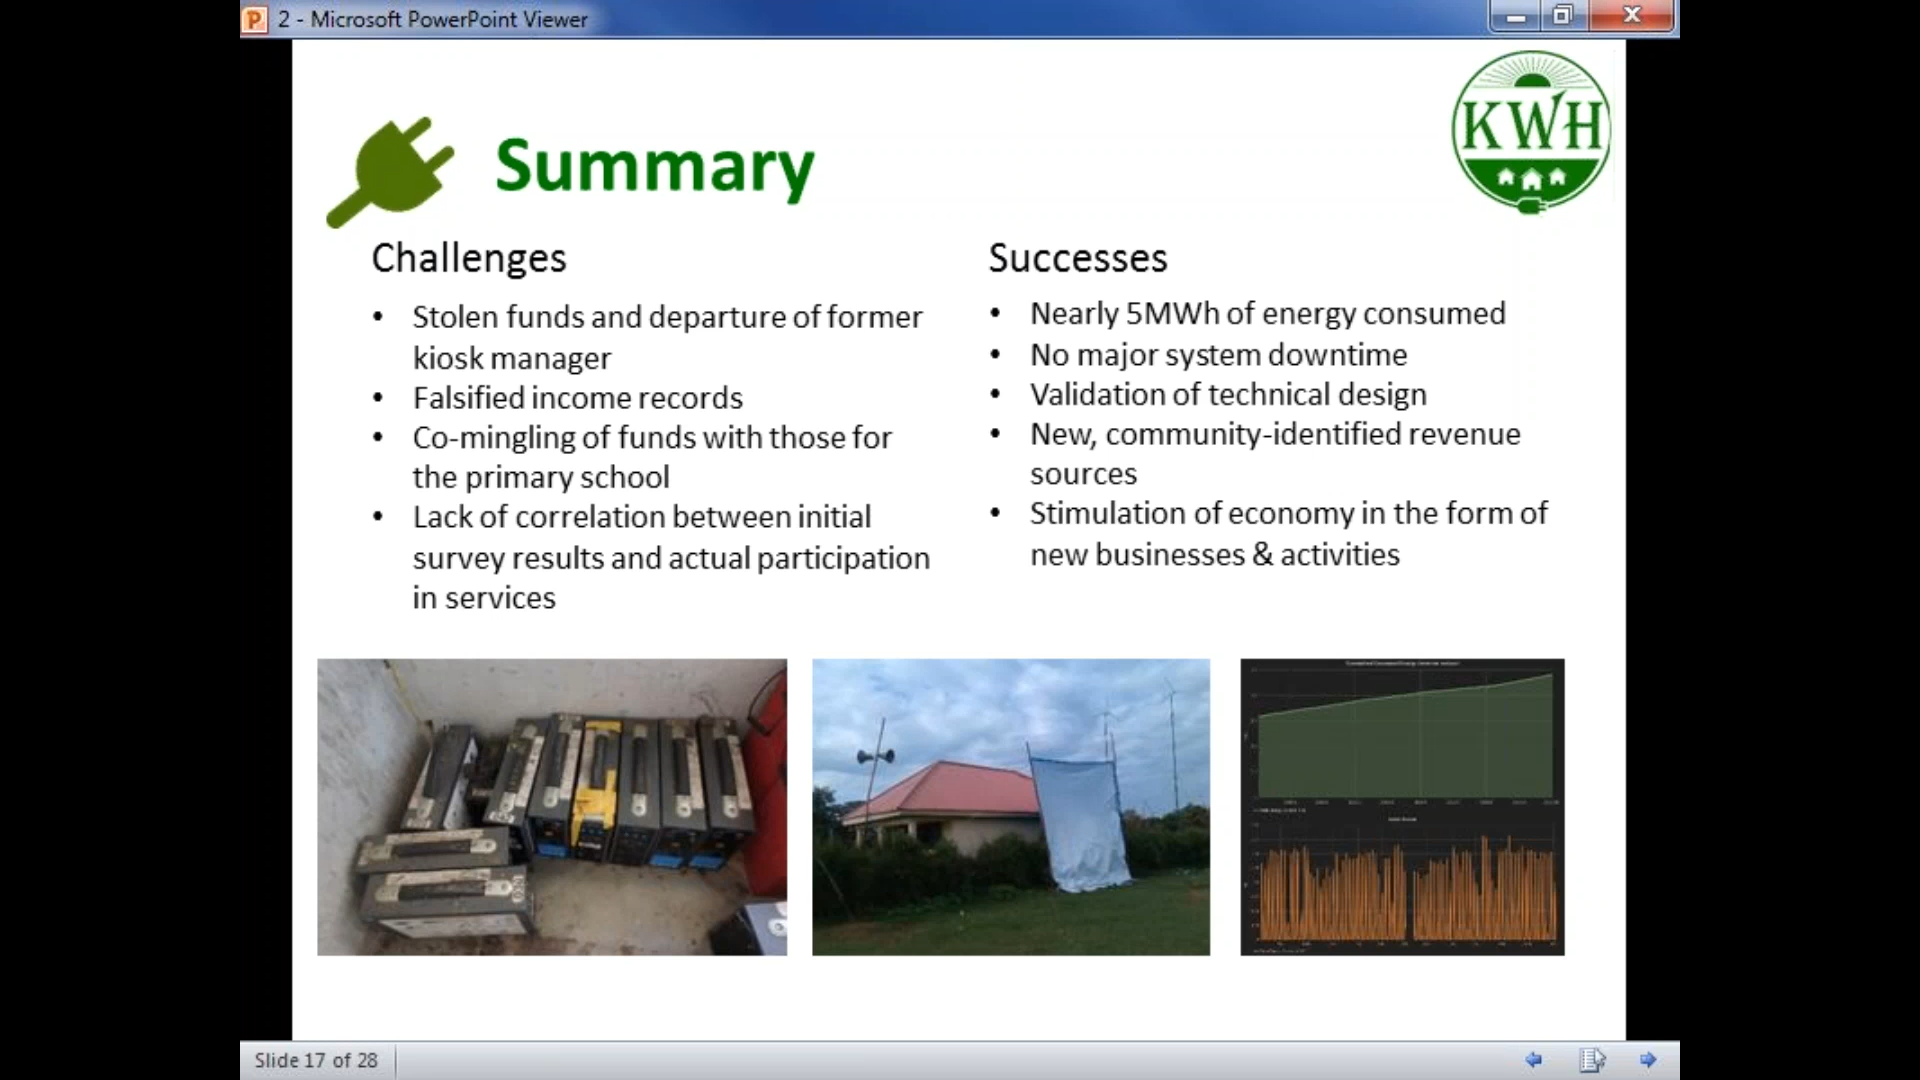 2 - Microsoft PowerPoint Viewer
KWH
Summary
Challenges
• Stolen funds and departure of former
kiosk manager
• Falsified income records
• Co-mingling of funds with those for
the primary school
• Lack of correlation between initial
survey results and actual participation
in services
Successes
• Nearly 5MWh of energy consumed
• No major system downtime
• Validation of technical design
• New, community-identified revenue
sources
• Stimulation of economy in the form of
new businesses & activities
Slide 17 of 28